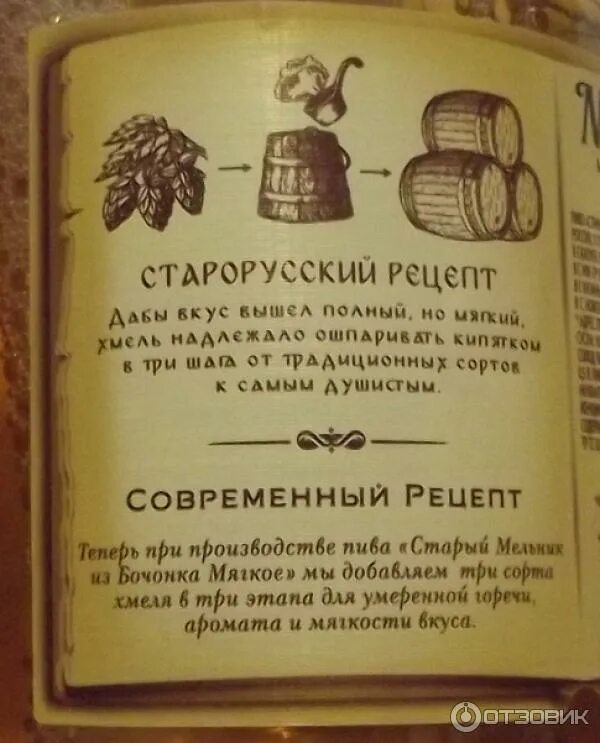 СТАРОРУССКИЙ РЕЦЕПТ
ДАБЫ ВКУС ВЫШЕЛ ПОЛНЫЙ, НО МЯГКИЙ,
ХМЕЛЬ НАДЛЕЖАЛО ОШПАРИВАТЬ КИПЯТКОМ
В ТРИ ШАГА ОТ ТРАДИЦИОННЫХ СОРТОВ
К САМЫМ ДУШИСТЫМ.
СОВРЕМЕННЫЙ РЕЦЕПТ
Теперь при производстве пива «Старый Мельник
из Бочонка Мягкое» мы добавляем три сорта
хмеля в три этапа для умеренной горечи,
аромата и мягкости вкуса.
ОТЗОВИК